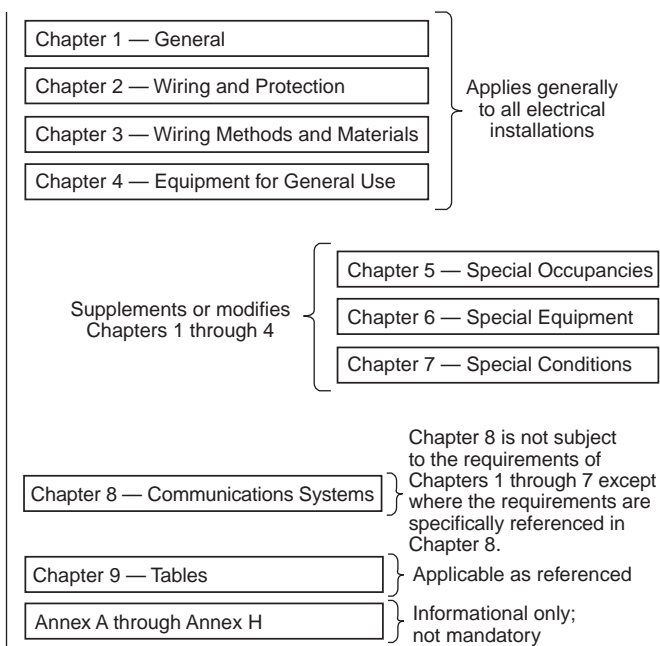 Chapter 1 — General
Chapter 2 — Wiring and Protection
Chapter 3 — Wiring Methods and Materials
Chapter 4 — Equipment for General Use
Applies generally
to all electrical
installations
Supplements or modifies
Chapters 1 through 4
Chapter 5 — Special Occupancies
Chapter 6 — Special Equipment
Chapter 7 — Special Conditions
Chapter 8 — Communications Systems
Chapter 8 is not subject
to the requirements of
Chapters 1 through 7 except
where the requirements are
specifically referenced in
Chapter 8.
Chapter 9 — Tables
Applicable as referenced
Annex A through Annex H
Informational only;
not mandatory